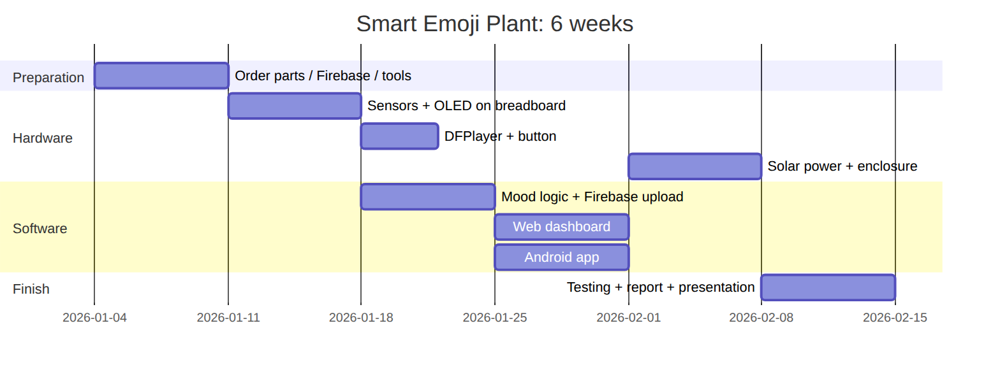 Smart Emoji Plant: 6 weeks
Preparation
Order parts / Firebase / tools
Sensors + OLED on breadboard
Hardware
DFPlayer + button
Solar power + enclosure
Mood logic + Firebase upload
Software
Web dashboard
Android app
Finish
Testing + report + presentation
2026-01-04
2026-01-11
2026-01-18
2026-01-25
2026-02-01
2026-02-08
2026-02-15